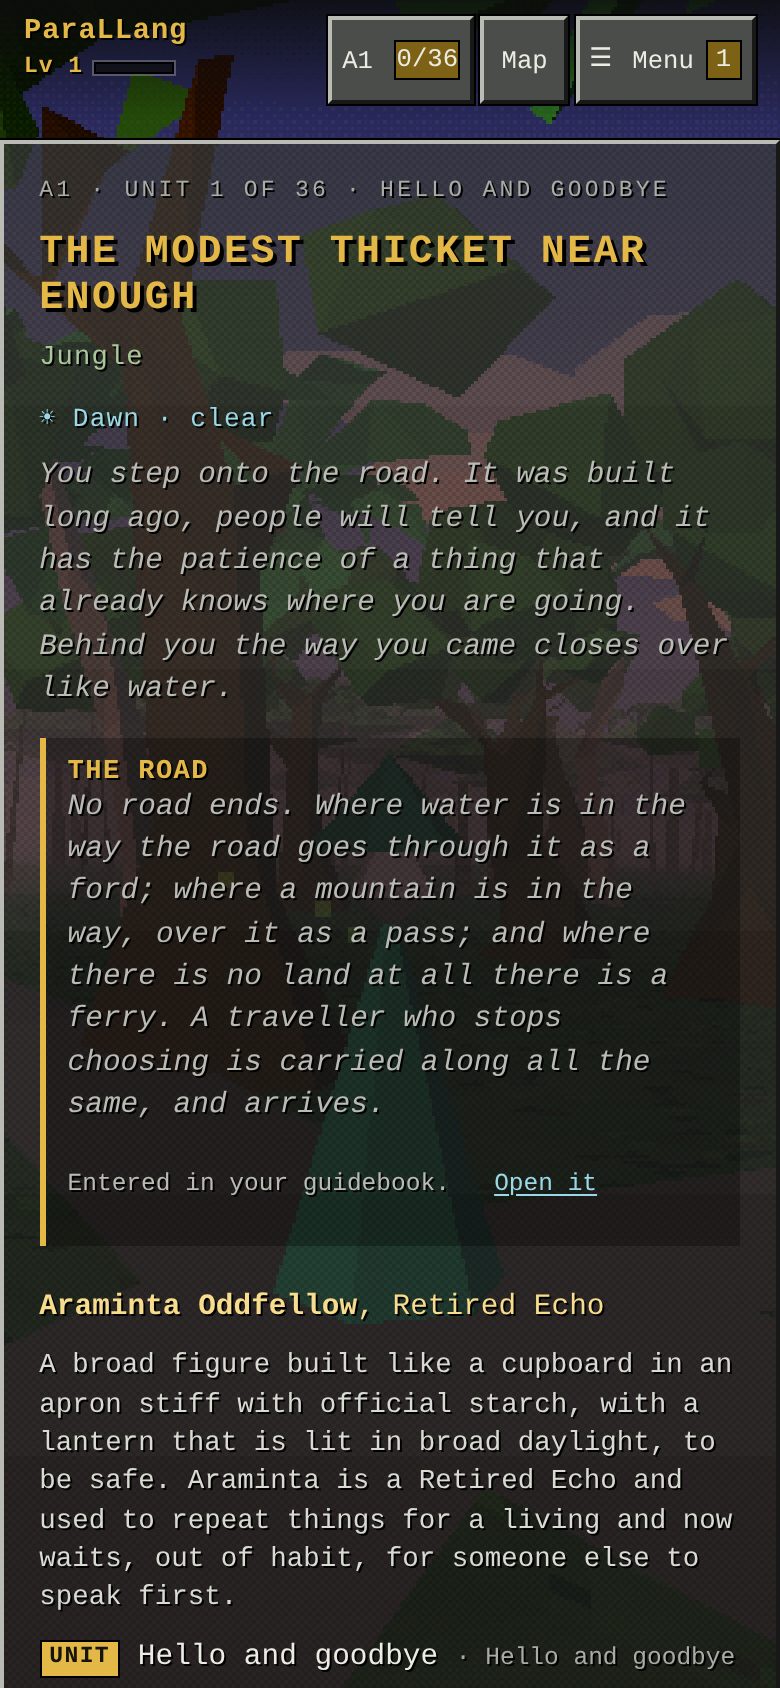 ParaLLang
Lv 1
A1 0/36
Map
☰ Menu 1
A1 · UNIT 1 OF 36 · HELLO AND GOODBYE
THE MODEST THICKET NEAR
ENOUGH
Jungle
☀ Dawn · clear
You step onto the road. It was built
long ago, people will tell you, and it
has the patience of a thing that
already knows where you are going.
Behind you the way you came closes over
like water.
THE ROAD
No road ends. Where water is in the
way the road goes through it as a
ford; where a mountain is in the
way, over it as a pass; and where
there is no land at all there is a
ferry. A traveller who stops
choosing is carried along all the
same, and arrives.
Entered in your guidebook. Open it
Araminta Oddfellow, Retired Echo
A broad figure built like a cupboard in an
apron stiff with official starch, with a
lantern that is lit in broad daylight, to
be safe. Araminta is a Retired Echo and
used to repeat things for a living and now
waits, out of habit, for someone else to
speak first.
UNIT Hello and goodbye · Hello and goodbye